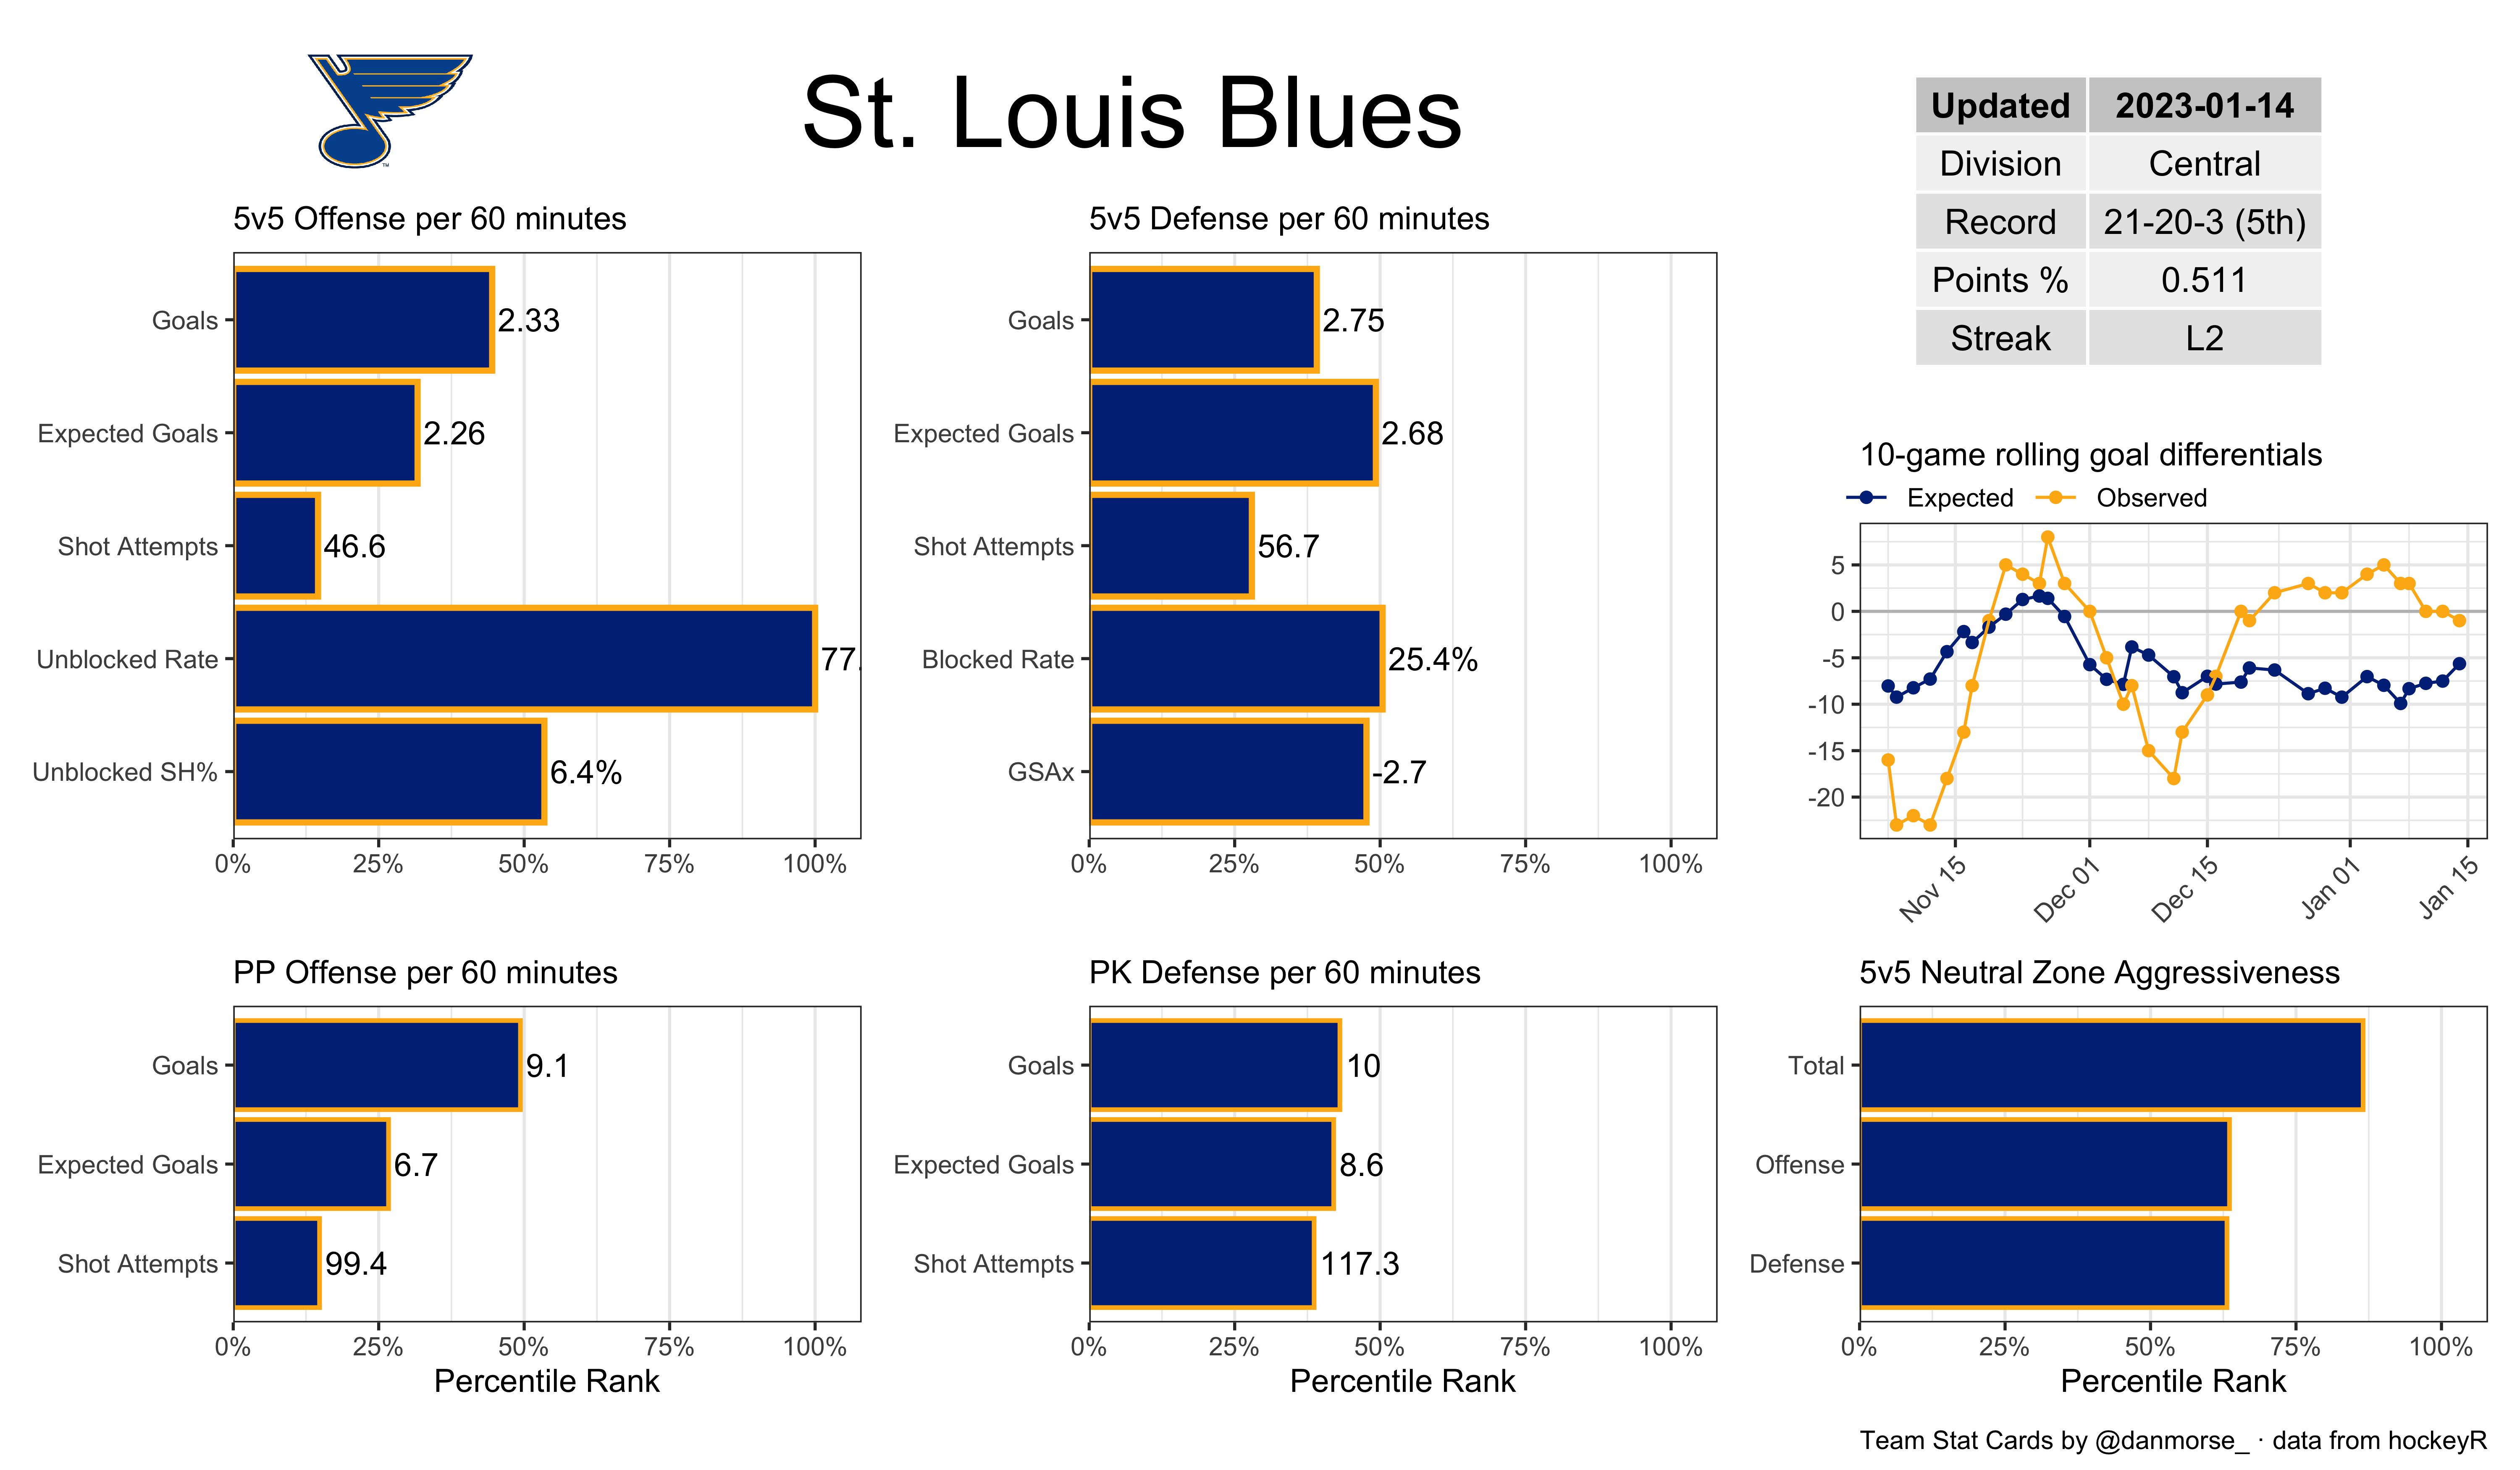 St. Louis Blues
Updated 2023-01-14
Division Central
Record 21-20-3 (5th)
Points % 0.511
Streak L2
5v5 Offense per 60 minutes
Goals 2.33
Expected Goals 2.26
Shot Attempts 46.6
Unblocked Rate 77.
Unblocked SH% 6.4%
0% 25% 50% 75% 100%
5v5 Defense per 60 minutes
Goals 2.75
Expected Goals 2.68
Shot Attempts 56.7
Blocked Rate 25.4%
GSAx -2.7
0% 25% 50% 75% 100%
10-game rolling goal differentials
Expected Observed
5
0
-5
-10
-15
-20
Nov 15 Dec 01 Dec 15 Jan 01 Jan 15
PP Offense per 60 minutes
Goals 9.1
Expected Goals 6.7
Shot Attempts 99.4
0% 25% 50% 75% 100%
Percentile Rank
PK Defense per 60 minutes
Goals 10
Expected Goals 8.6
Shot Attempts 117.3
0% 25% 50% 75% 100%
Percentile Rank
5v5 Neutral Zone Aggressiveness
Total
Offense
Defense
0% 25% 50% 75% 100%
Percentile Rank
Team Stat Cards by @danmorse_ · data from hockeyR